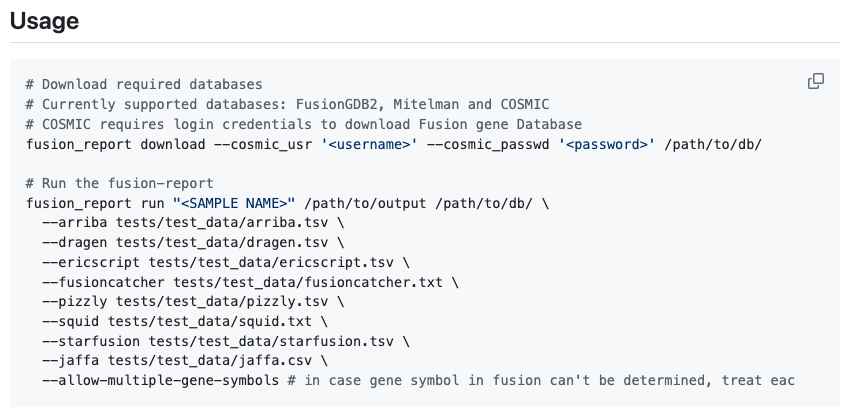 Usage
# Download required databases
# Currently supported databases: FusionGDB2, Mitelman and COSMIC
# COSMIC requires login credentials to download Fusion gene Database
fusion_report download --cosmic_usr '<username>' --cosmic_passwd '<password>' /path/to/db/
# Run the fusion-report
fusion_report run "<SAMPLE NAME>" /path/to/output /path/to/db/ \
--arriba tests/test_data/arriba.tsv \
--dragen tests/test_data/dragen.tsv \
--ericscript tests/test_data/ericscript.tsv \
--fusioncatcher tests/test_data/fusioncatcher.txt \
--pizzly tests/test_data/pizzly.tsv \
--squid tests/test_data/squid.txt \
--starfusion tests/test_data/starfusion.tsv \
--jaffa tests/test_data/jaffa.csv \
--allow-multiple-gene-symbols # in case gene symbol in fusion can't be determined, treat eac